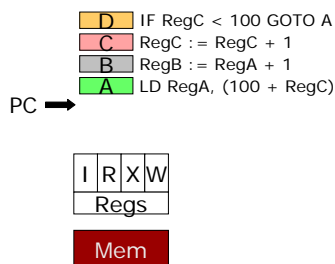 D IF RegC < 100 GOTO A
C RegC := RegC + 1
B RegB := RegA + 1
A LD RegA, (100 + RegC)
PC
I R X W
Regs
Mem